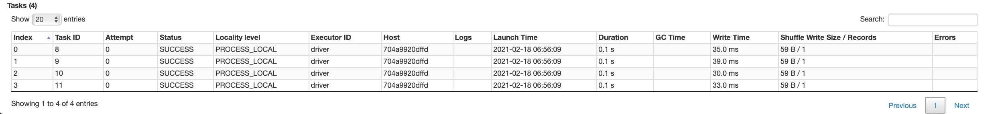 Tasks (4)
Show 20 entries Search:
Index Task ID Attempt Status Locality level Executor ID Host Logs Launch Time Duration GC Time Write Time Shuffle Write Size / Records Errors
0 8 0 SUCCESS PROCESS_LOCAL driver 704a9920dffd 2021-02-18 06:56:09 0.1 s 35.0 ms 59 B / 1
1 9 0 SUCCESS PROCESS_LOCAL driver 704a9920dffd 2021-02-18 06:56:09 0.1 s 39.0 ms 59 B / 1
2 10 0 SUCCESS PROCESS_LOCAL driver 704a9920dffd 2021-02-18 06:56:09 0.1 s 30.0 ms 59 B / 1
3 11 0 SUCCESS PROCESS_LOCAL driver 704a9920dffd 2021-02-18 06:56:09 0.1 s 33.0 ms 59 B / 1
Showing 1 to 4 of 4 entries Previous 1 Next